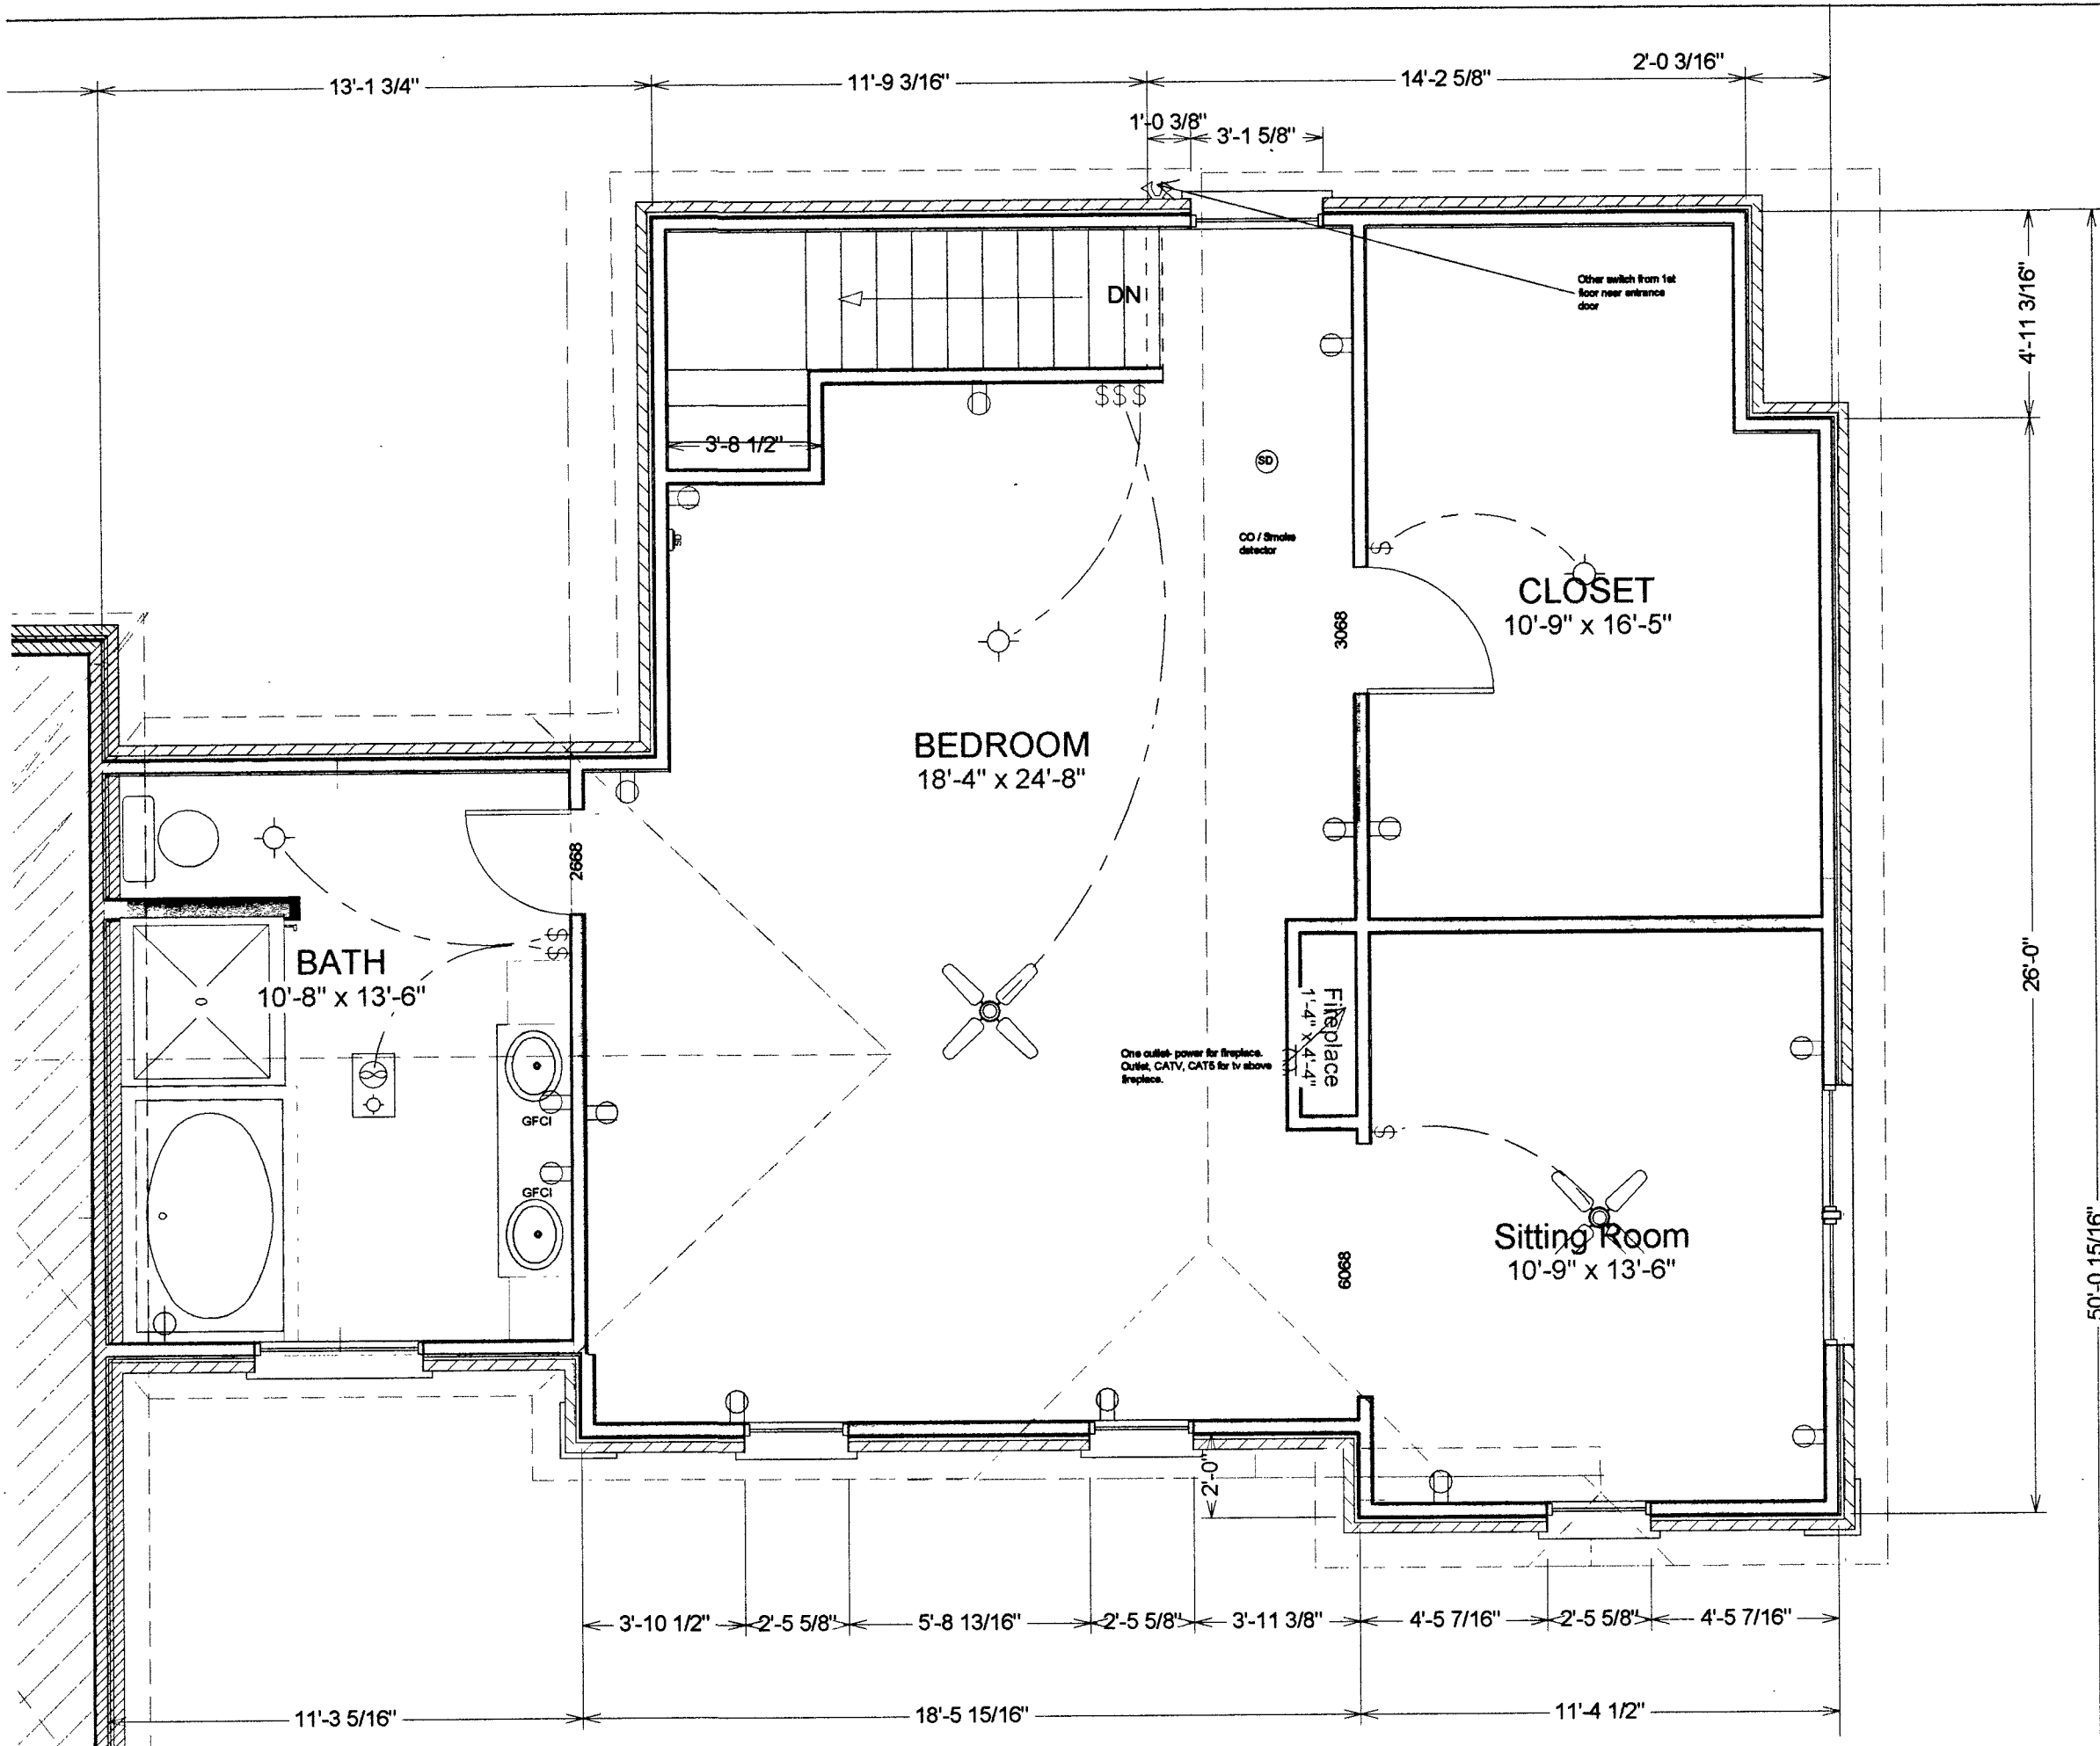 13'-1 3/4"
11'-9 3/16"
14'-2 5/8"
2'-0 3/16"
1'-0 3/8"
3'-1 5/8"
DN
Other switch from 1st
floor near entrance
door
4'-11 3/16"
$$$
3'-8 1/2"
SD
SD
CO / Smoke
detector
$
CLOSET
10'-9" x 16'-5"
3068
BEDROOM
18'-4" x 24'-8"
2668
$
$
BATH
10'-8" x 13'-6"
26'-0"
Fireplace
1'-4" x 4'-4"
One outlet- power for fireplace.
Outlet, CATV, CAT5 for tv above
fireplace.
GFCI
$
GFCI
Sitting Room
10'-9" x 13'-6"
6068
50'-0 15/16"
2'-0"
3'-10 1/2"
2'-5 5/8"
5'-8 13/16"
2'-5 5/8"
3'-11 3/8"
4'-5 7/16"
2'-5 5/8"
4'-5 7/16"
11'-3 5/16"
18'-5 15/16"
11'-4 1/2"